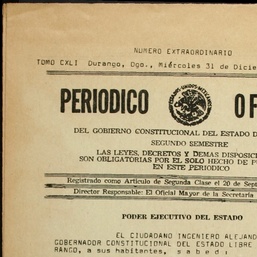 NUMERO EXTRAORDINARIO
TOMO CXLI Durango, Dgo., Miércoles 31 de Dicie
PERIODICO OF
DEL GOBIERNO CONSTITUCIONAL DEL ESTADO D
SEGUNDO SEMESTRE
LAS LEYES, DECRETOS Y DEMAS DISPOSIC
SON OBLIGATORIAS POR EL SOLO HECHO DE P
EN ESTE PERIODICO
Registrado como Artículo de Segunda Clase el 20 de Sep
Director Responsable: El Oficial Mayor de la Secretaría
PODER EJECUTIVO DEL ESTADO
EL CIUDADANO INGENIERO ALEJAND
GOBERNADOR CONSTITUCIONAL DEL ESTADO LIBRE
RANGO, a sus habitantes, s a b e d :